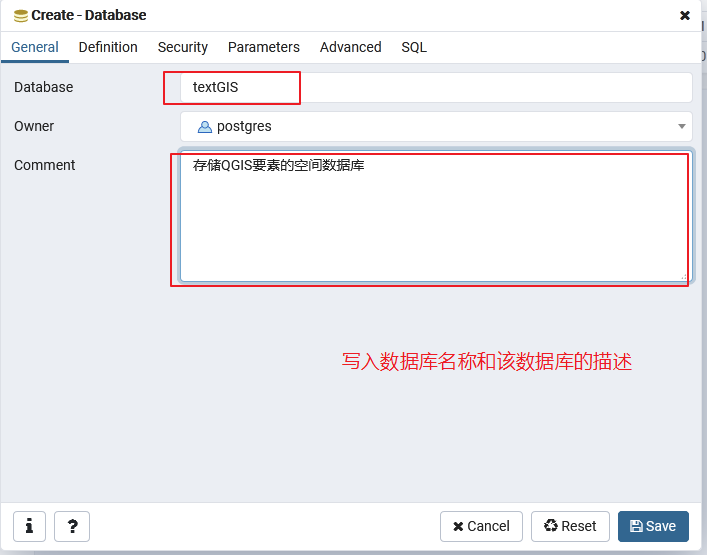 Create - Database
General Definition Security Parameters Advanced SQL
Database textGIS
Owner postgres
Comment 存储QGIS要素的空间数据库
写入数据库名称和该数据库的描述
i ? Cancel Reset Save